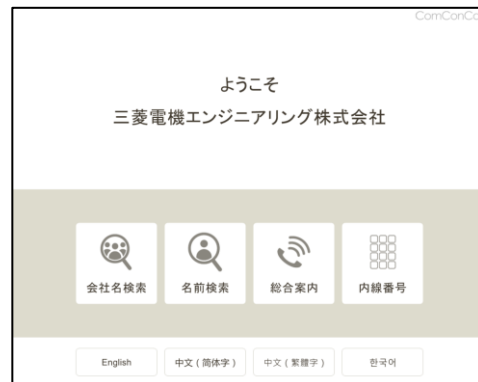 ComConCo
ようこそ
三菱電機エンジニアリング株式会社
会社名検索
名前検索
総合案内
内線番号
English
中文 ( 简体字 )
中文 ( 繁體字 )
한국어